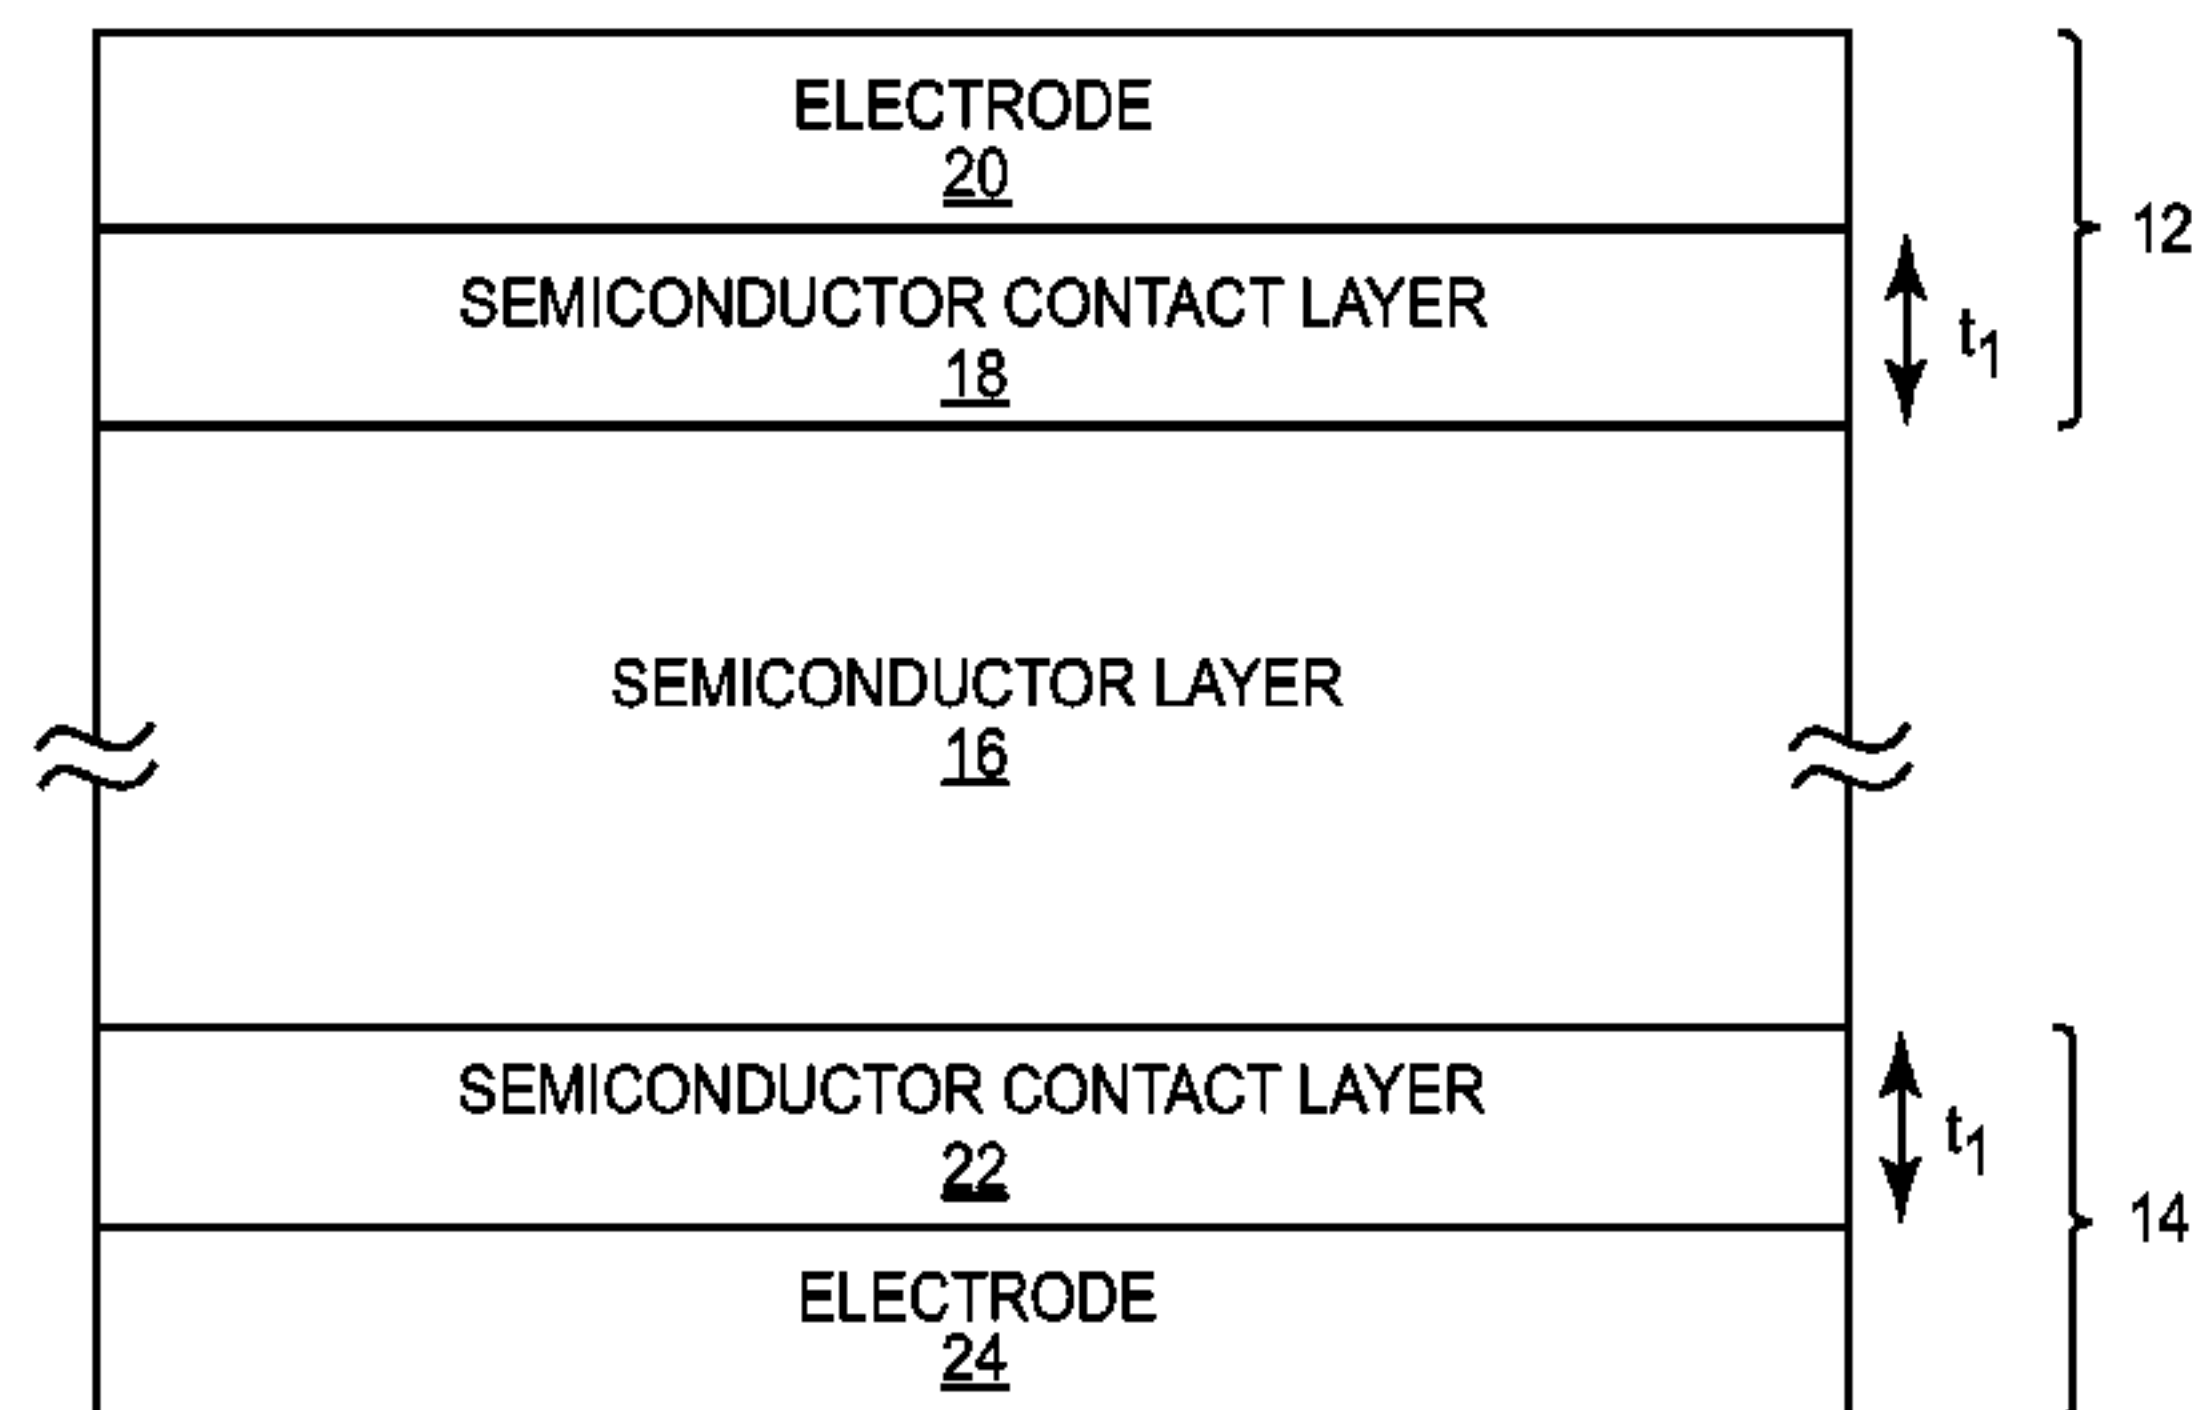 ELECTRODE
20
12
SEMICONDUCTOR CONTACT LAYER
18
t1
SEMICONDUCTOR LAYER
16
SEMICONDUCTOR CONTACT LAYER
22
t1
14
ELECTRODE
24